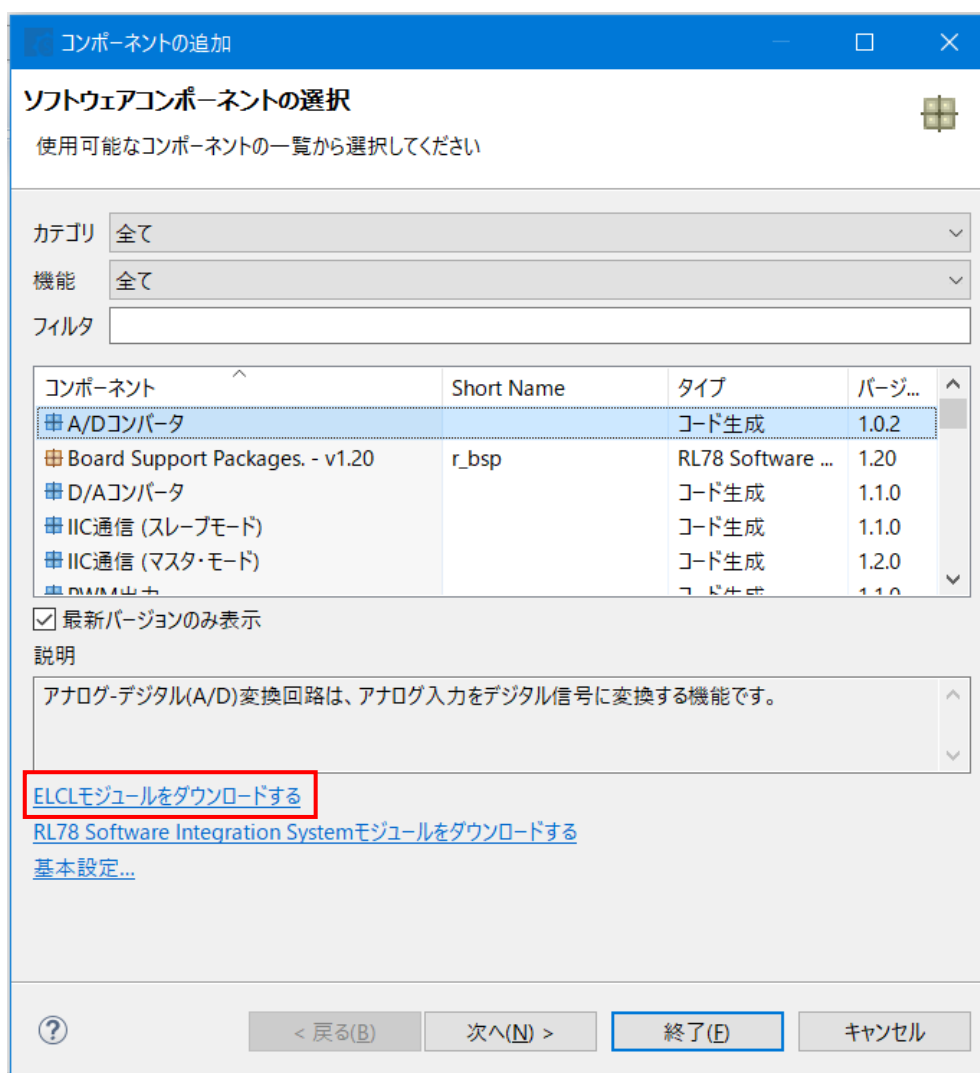 コンポーネントの追加
ソフトウェアコンポーネントの選択
使用可能なコンポーネントの一覧から選択してください
カテゴリ 全て
機能 全て
フィルタ
コンポーネント Short Name タイプ バージ...
A/Dコンバータ コード生成 1.0.2
Board Support Packages. - v1.20 r_bsp RL78 Software ... 1.20
D/Aコンバータ コード生成 1.1.0
IIC通信 (スレーブモード) コード生成 1.1.0
IIC通信 (マスタ・モード) コード生成 1.2.0
PWM出力 コード生成 1.1.0
最新バージョンのみ表示
説明
アナログ-デジタル(A/D)変換回路は、アナログ入力をデジタル信号に変換する機能です。
ELCLモジュールをダウンロードする
RL78 Software Integration Systemモジュールをダウンロードする
基本設定...
< 戻る(B) 次へ(N) > 終了(F) キャンセル